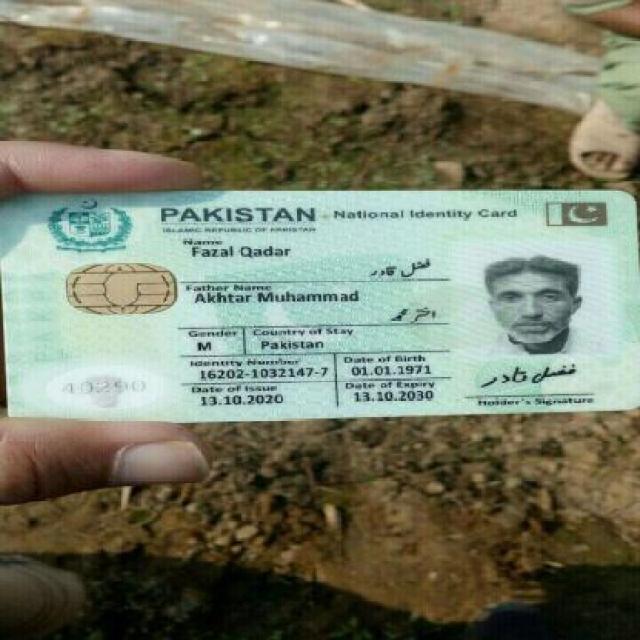 PAKISTAN National Identity Card
ISLAMIC REPUBLIC OF PAKISTAN
Name
Fazal Qadar
فضل قادر
Father Name
Akhtar Muhammad
اختر محمد
Gender Country of Stay
M Pakistan
Identity Number Date of Birth
16202-1032147-7 01.01.1971
Date of Issue Date of Expiry
13.10.2020 13.10.2030
40290
فضل قادر
Holder's Signature